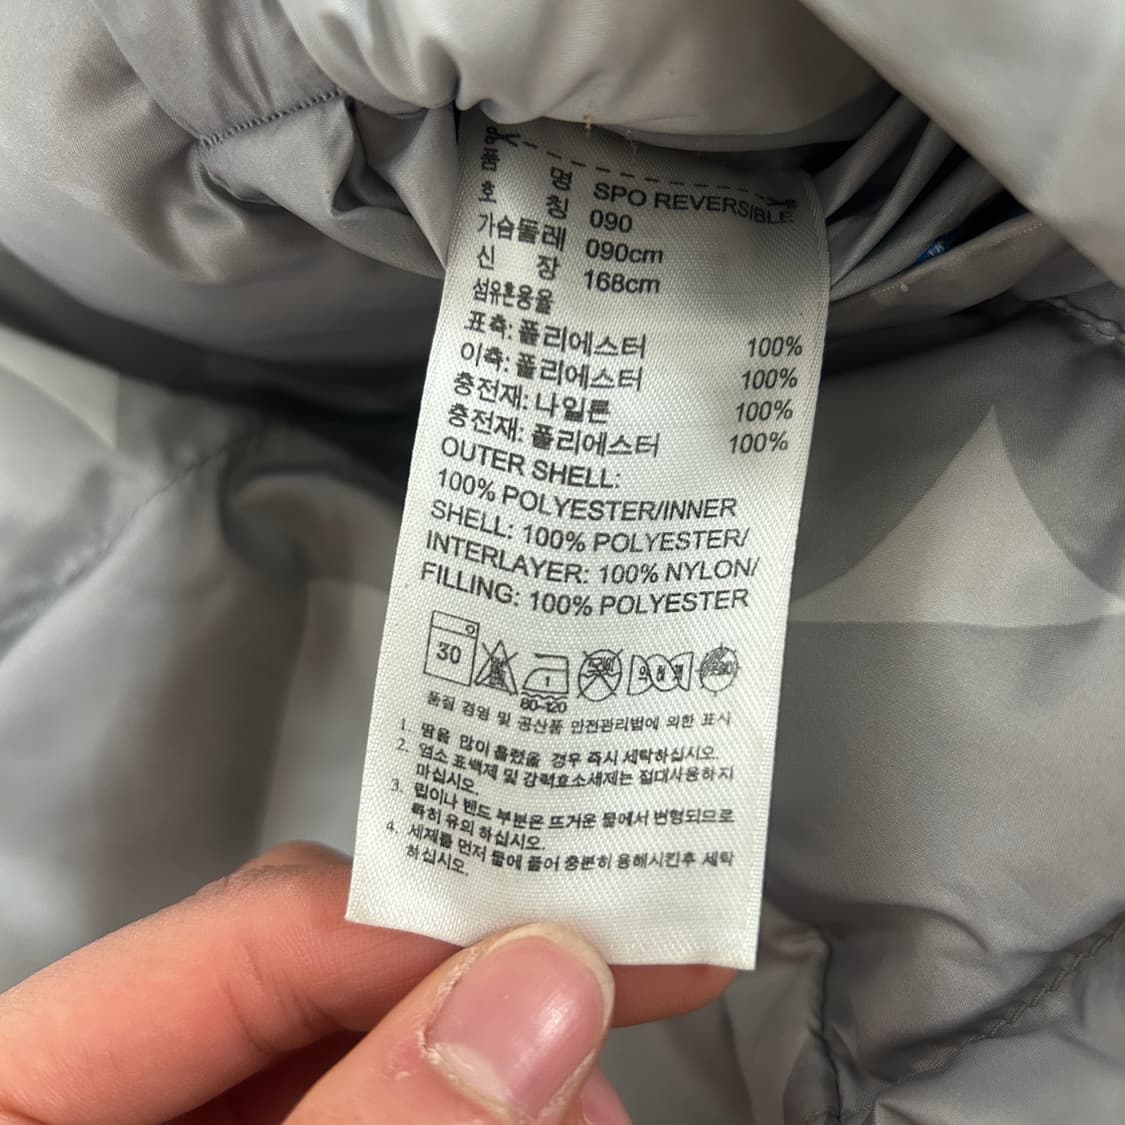 품 명 SPO REVERSIBLE
호 칭 090
가슴둘레 090cm
신 장 168cm
섬유혼용율
표측: 폴리에스터 100%
이측: 폴리에스터 100%
충전재: 나일론 100%
충전재: 폴리에스터 100%
OUTER SHELL:
100% POLYESTER/INNER
SHELL: 100% POLYESTER/
INTERLAYER: 100% NYLON/
FILLING: 100% POLYESTER
30
80~120
품질 경영 및 공산품 안전관리법에 의한 표시
1. 땀을 많이 흘렸을 경우 즉시 세탁하십시오.
2. 염소 표백제 및 강력효소세제는 절대사용하지
마십시오.
3. 립이나 밴드 부분은 뜨거운 물에서 변형되므로
특히 유의 하십시오.
4. 세제를 먼저 물에 풀어 충분히 용해시킨후 세탁
하십시오.